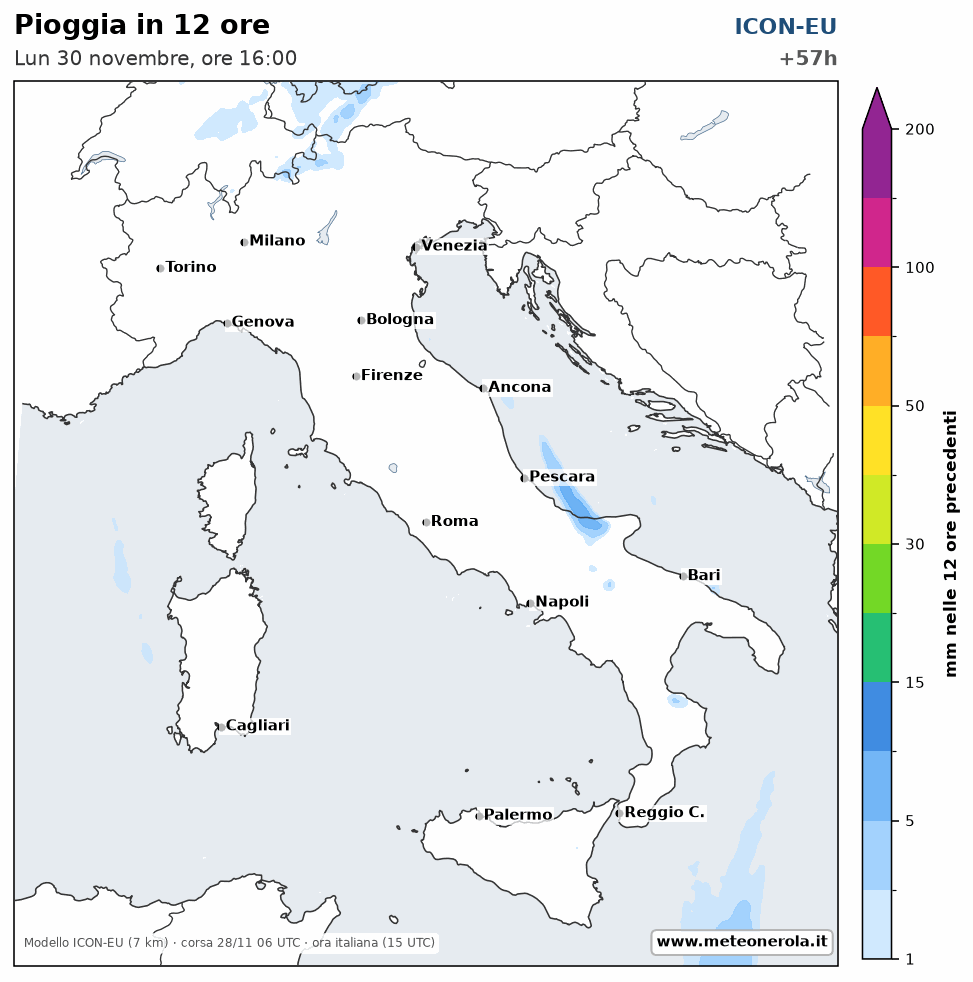 Pioggia in 12 ore
ICON-EU
Lun 30 novembre, ore 16:00
+57h
Milano
Venezia
Torino
Genova
Bologna
Firenze
Ancona
Pescara
Roma
Bari
Napoli
Cagliari
Palermo
Reggio C.
200
100
50
30
15
5
1
mm nelle 12 ore precedenti
Modello ICON-EU (7 km) · corsa 28/11 06 UTC · ora italiana (15 UTC)
www.meteonerola.it